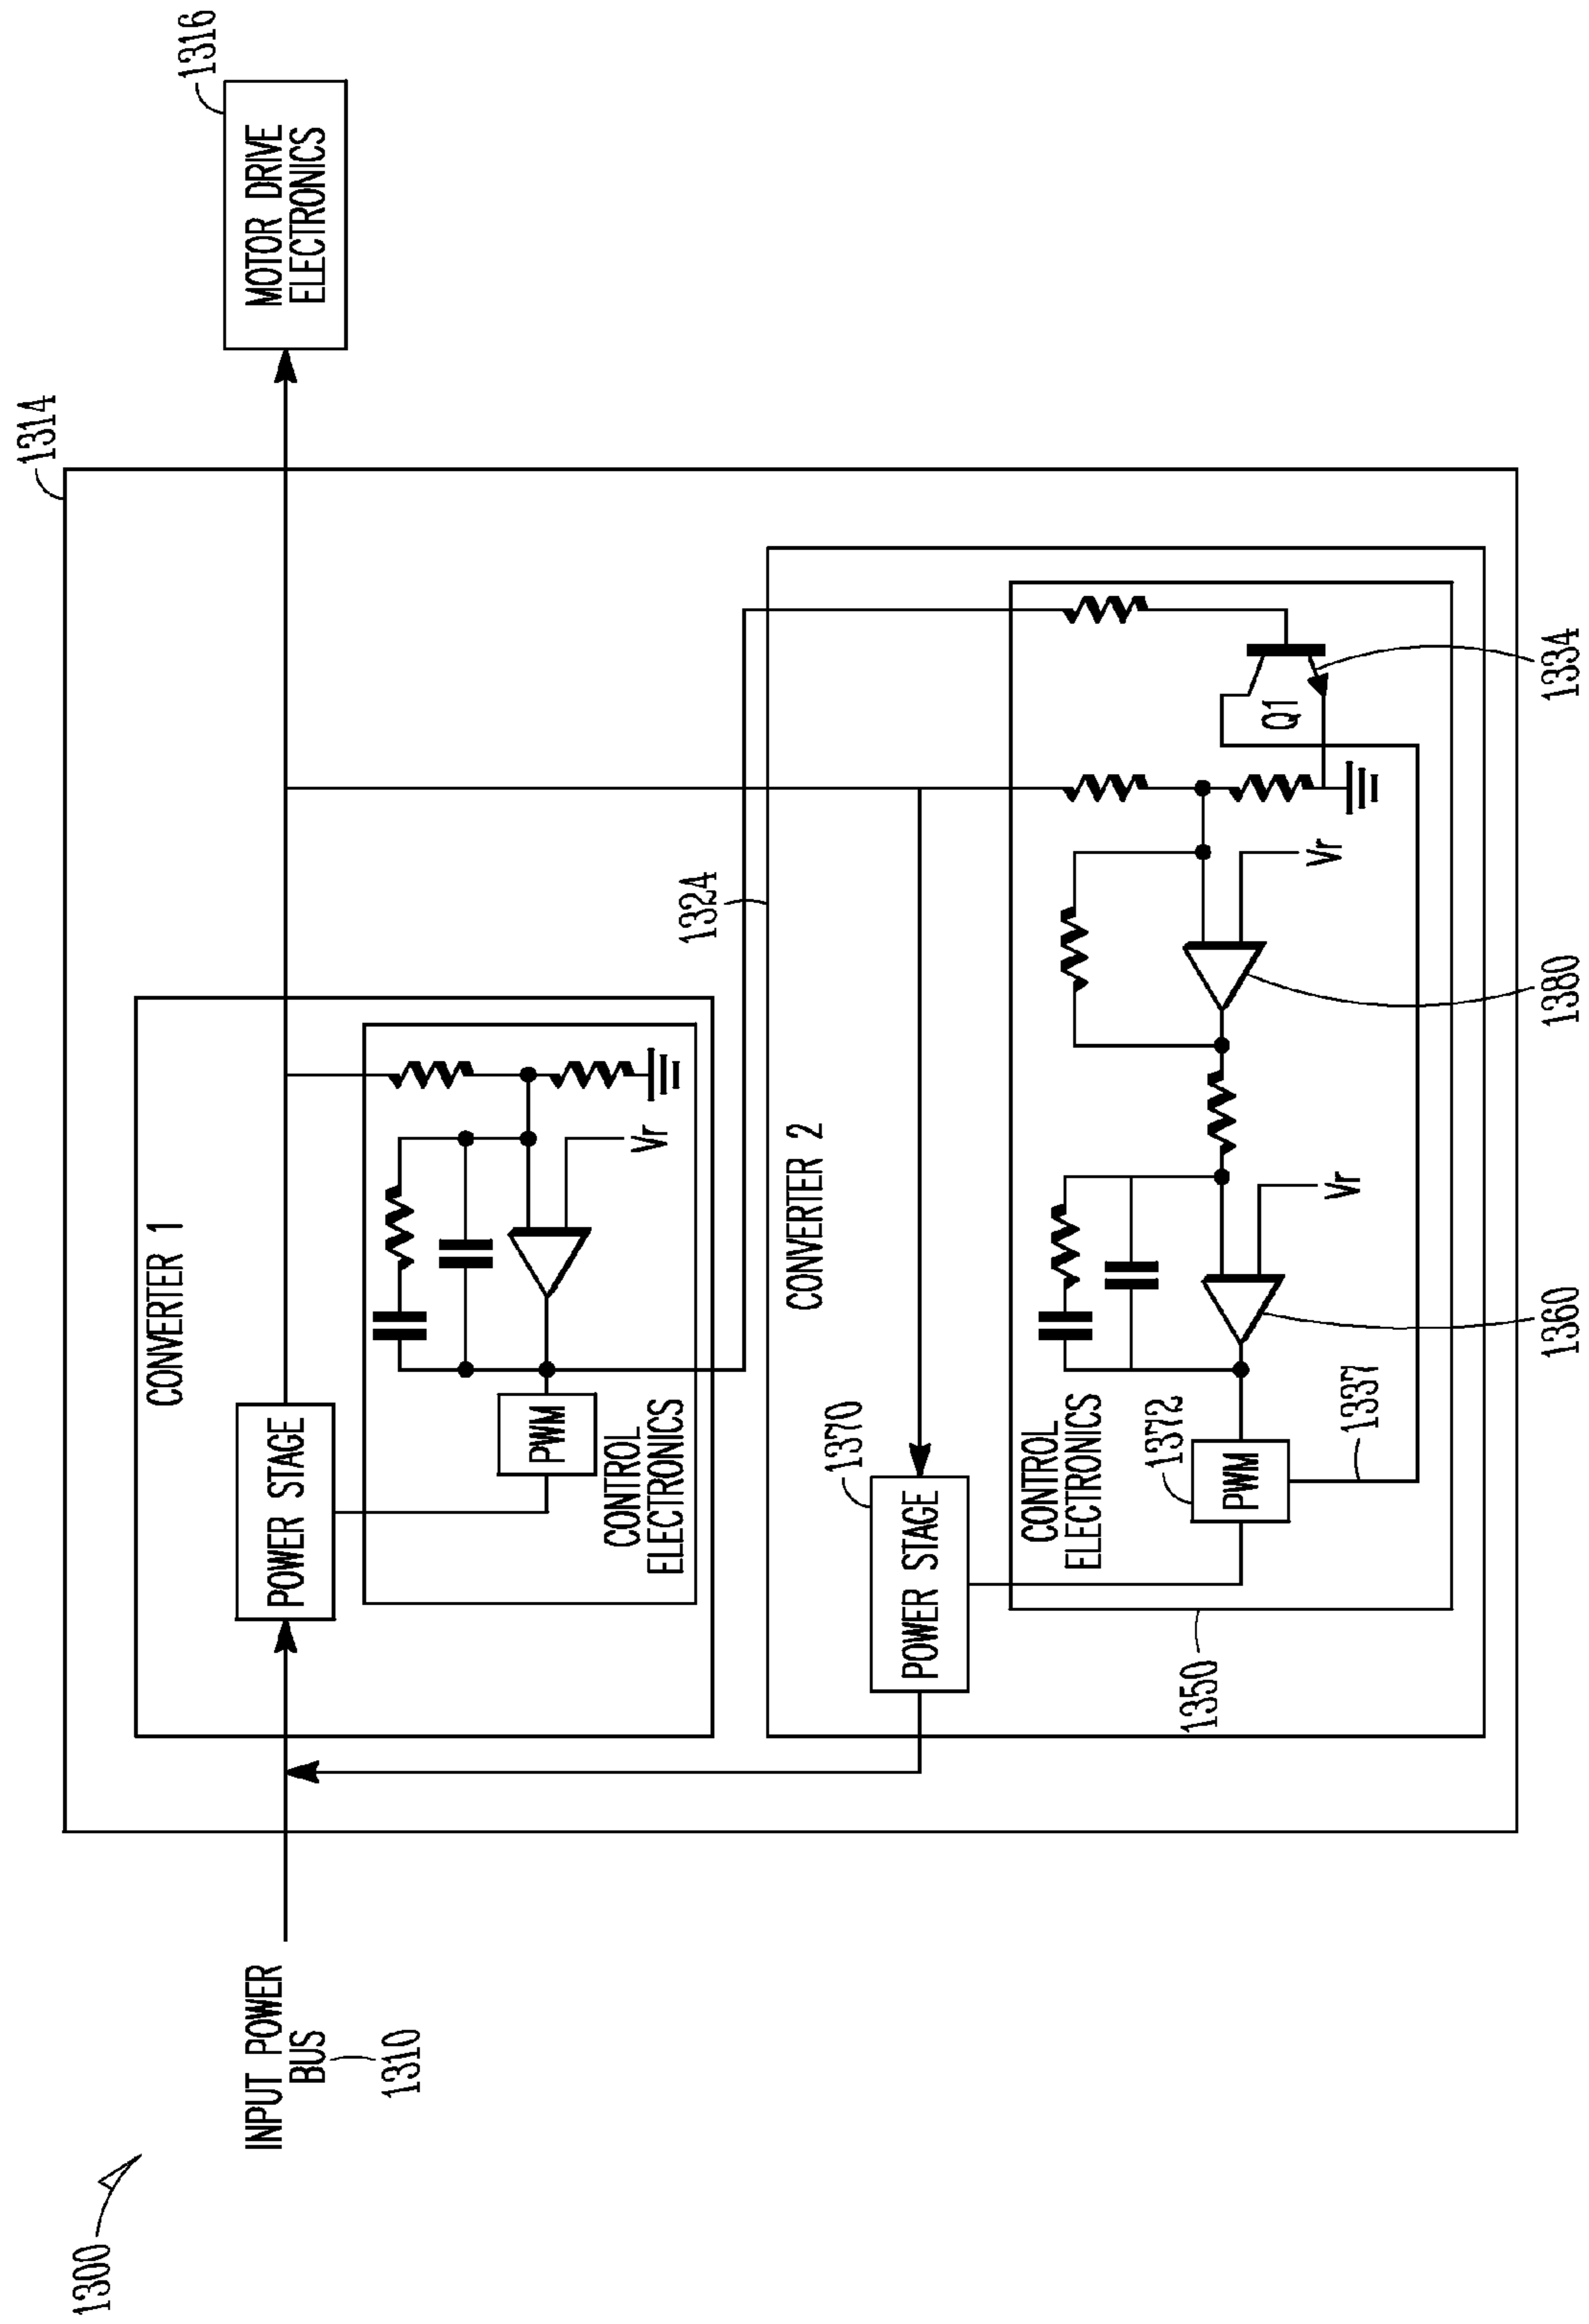 1300
INPUT POWER
BUS
1310
1314
CONVERTER 1
POWER STAGE
PWM
CONTROL
ELECTRONICS
Vr
1316
MOTOR DRIVE
ELECTRONICS
1324
CONVERTER 2
1370
POWER STAGE
CONTROL
ELECTRONICS
1372
PWM
1350
1337
Vr
1360
Vr
1380
Q1
1334